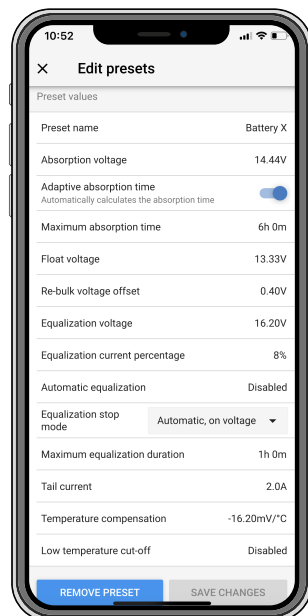 10:52
× Edit presets
Preset values
Preset name Battery X
Absorption voltage 14.44V
Adaptive absorption time
Automatically calculates the absorption time
Maximum absorption time 6h 0m
Float voltage 13.33V
Re-bulk voltage offset 0.40V
Equalization voltage 16.20V
Equalization current percentage 8%
Automatic equalization Disabled
Equalization stop
mode Automatic, on voltage
Maximum equalization duration 1h 0m
Tail current 2.0A
Temperature compensation -16.20mV/°C
Low temperature cut-off Disabled
REMOVE PRESET SAVE CHANGES